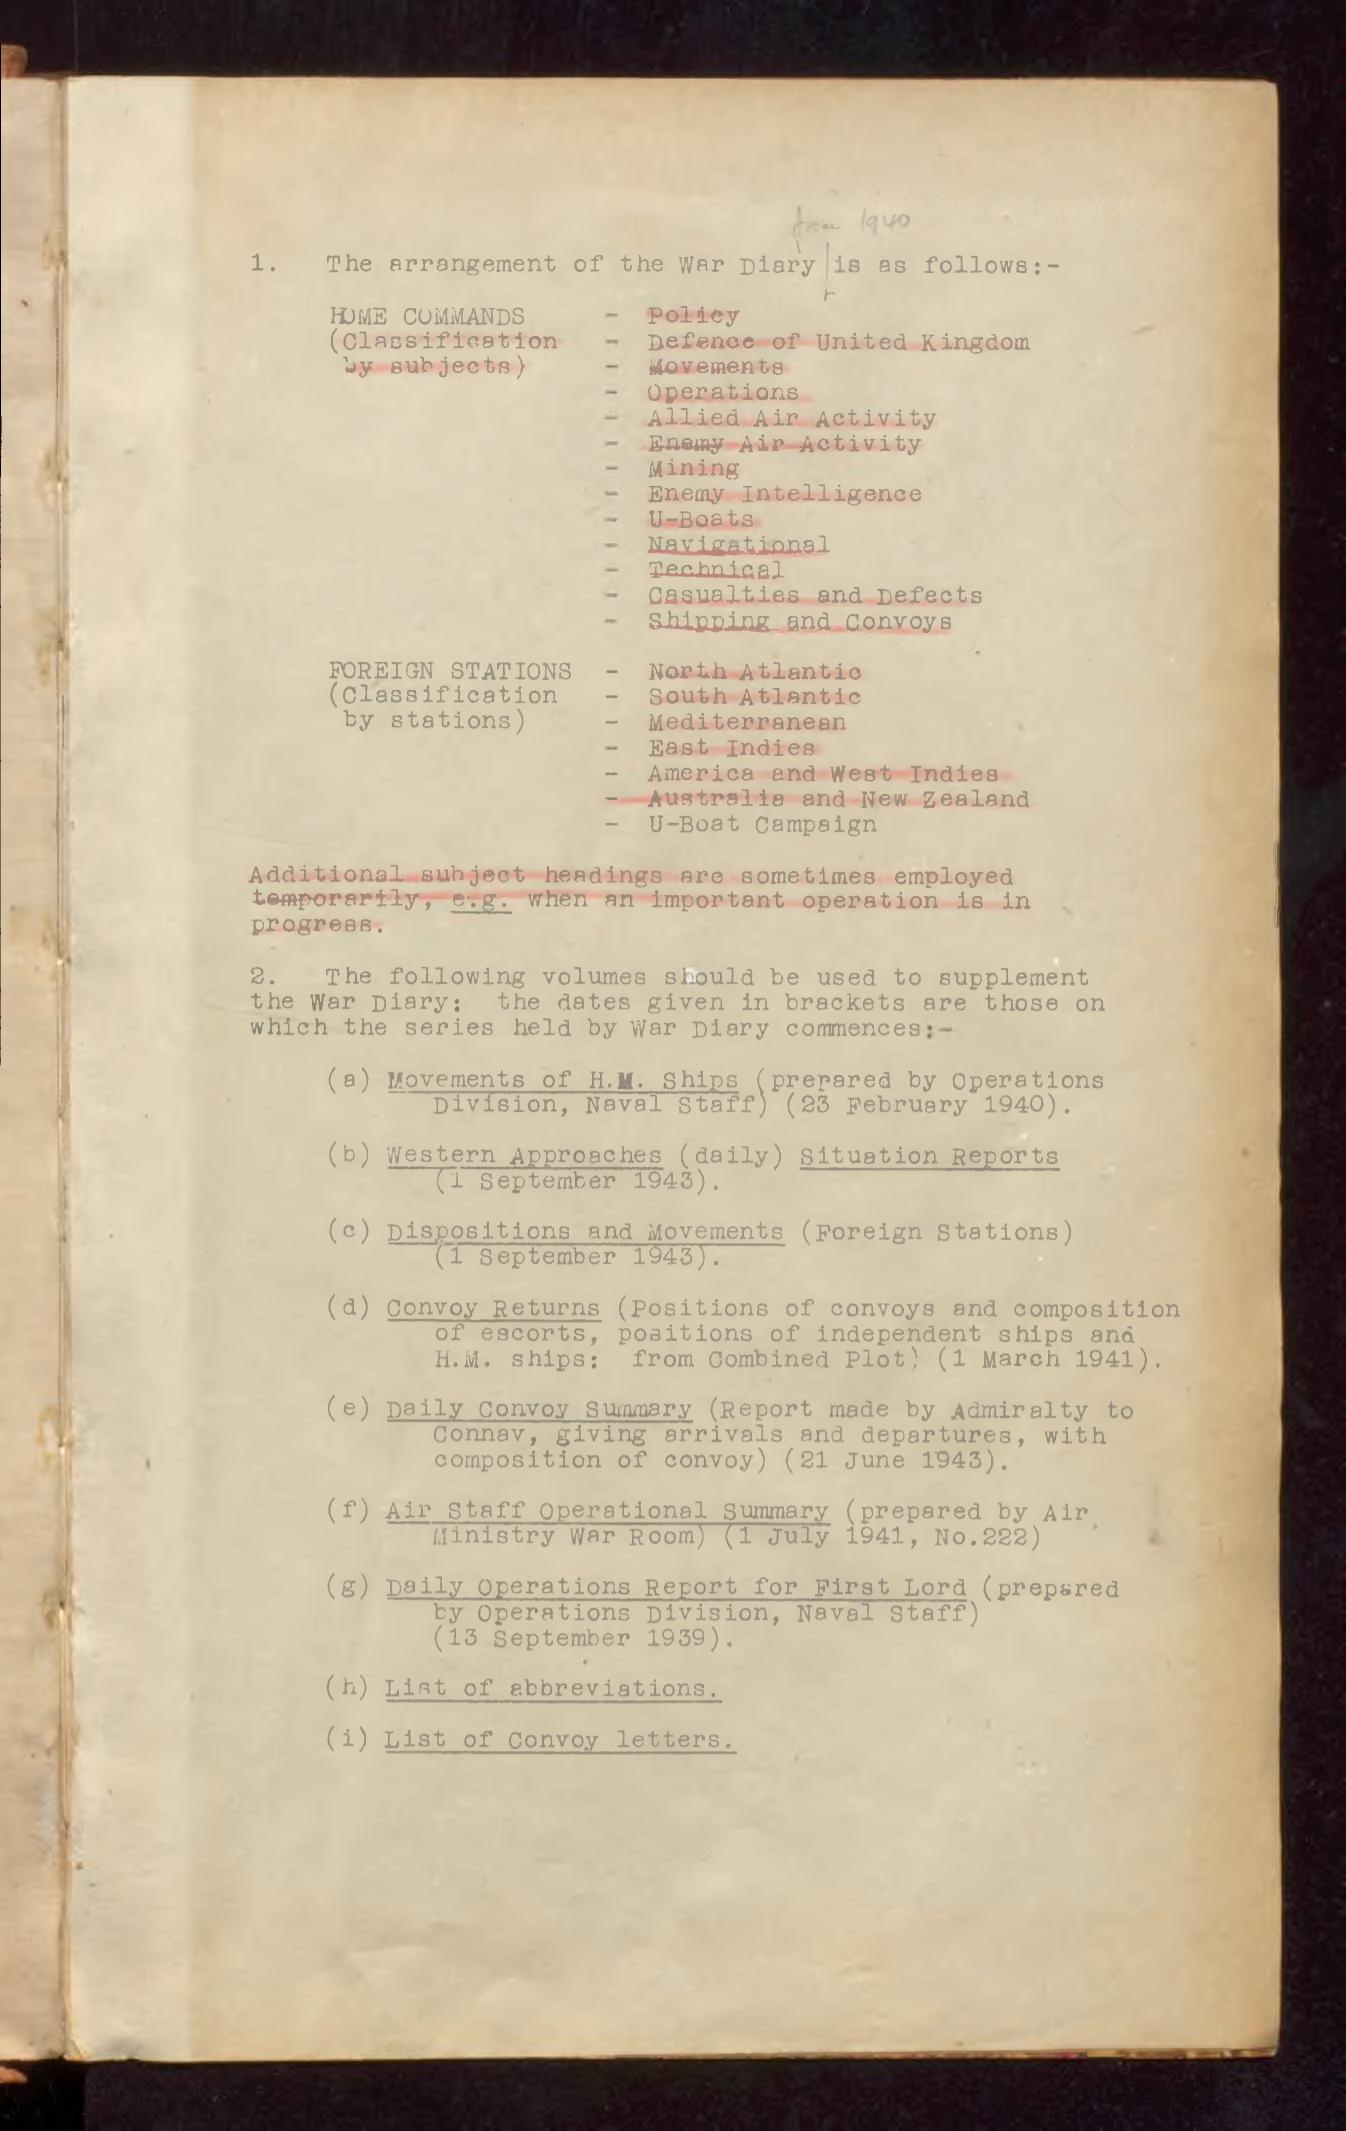 from 1940
1. The arrangement of the War Diary is as follows:-
HOME COMMANDS - Policy
(Classification - Defence of United Kingdom
by subjects) - Movements
- Operations
- Allied Air Activity
- Enemy Air Activity
- Mining
- Enemy Intelligence
- U-Boats
- Navigational
- Technical
- Casualties and Defects
- Shipping and Convoys
FOREIGN STATIONS - North Atlantic
(Classification - South Atlantic
by stations) - Mediterranean
- East Indies
- America and West Indies
- Australia and New Zealand
- U-Boat Campaign
Additional subject headings are sometimes employed
temporarily, e.g. when an important operation is in
progress.
2. The following volumes should be used to supplement
the War Diary: the dates given in brackets are those on
which the series held by War Diary commences:-
(a) Movements of H.M. Ships (prepared by Operations
Division, Naval Staff) (23 February 1940).
(b) Western Approaches (daily) Situation Reports
(1 September 1943).
(c) Dispositions and Movements (Foreign Stations)
(1 September 1943).
(d) Convoy Returns (Positions of convoys and composition
of escorts, positions of independent ships and
H.M. ships: from Combined Plot) (1 March 1941).
(e) Daily Convoy Summary (Report made by Admiralty to
Connav, giving arrivals and departures, with
composition of convoy) (21 June 1943).
(f) Air Staff Operational Summary (prepared by Air
Ministry War Room) (1 July 1941, No.222)
(g) Daily Operations Report for First Lord (prepared
by Operations Division, Naval Staff)
(13 September 1939).
(h) List of abbreviations.
(i) List of Convoy letters.